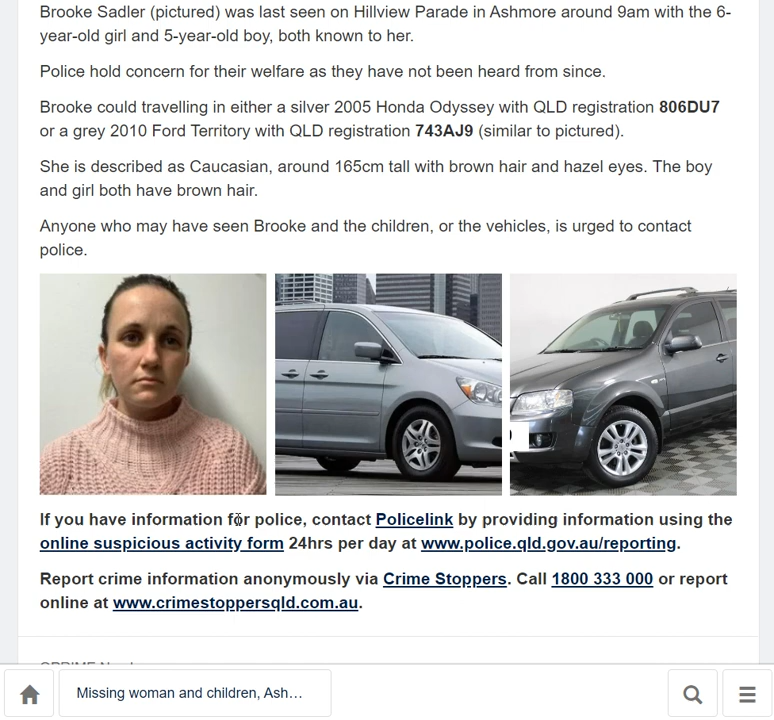 Brooke Sadler (pictured) was last seen on Hillview Parade in Ashmore around 9am with the 6-
year-old girl and 5-year-old boy, both known to her.
Police hold concern for their welfare as they have not been heard from since.
Brooke could travelling in either a silver 2005 Honda Odyssey with QLD registration 806DU7
or a grey 2010 Ford Territory with QLD registration 743AJ9 (similar to pictured).
She is described as Caucasian, around 165cm tall with brown hair and hazel eyes. The boy
and girl both have brown hair.
Anyone who may have seen Brooke and the children, or the vehicles, is urged to contact
police.
If you have information for police, contact Policelink by providing information using the
online suspicious activity form 24hrs per day at www.police.qld.gov.au/reporting.
Report crime information anonymously via Crime Stoppers. Call 1800 333 000 or report
online at www.crimestoppersqld.com.au.
Missing woman and children, Ash…